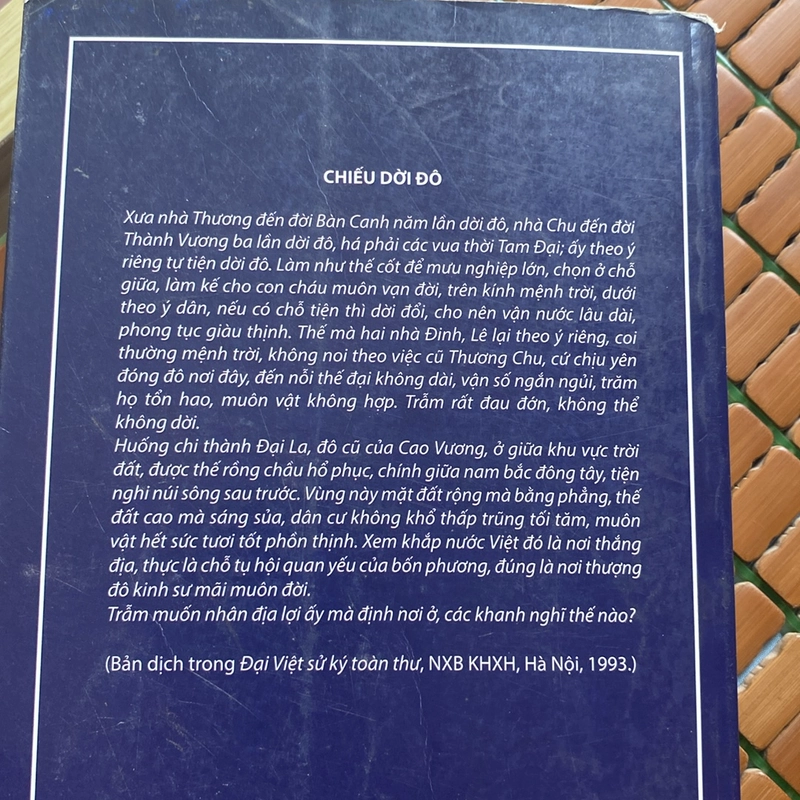 CHIẾU DỜI ĐÔ
Xưa nhà Thương đến đời Bàn Canh năm lần dời đô, nhà Chu đến đời
Thành Vương ba lần dời đô, há phải các vua thời Tam Đại; ấy theo ý
riêng tự tiện dời đô. Làm như thế cốt để mưu nghiệp lớn, chọn ở chỗ
giữa, làm kế cho con cháu muôn vạn đời, trên kính mệnh trời, dưới
theo ý dân, nếu có chỗ tiện thì dời đổi, cho nên vận nước lâu dài,
phong tục giàu thịnh. Thế mà hai nhà Đinh, Lê lại theo ý riêng, coi
thường mệnh trời, không noi theo việc cũ Thương Chu, cứ chịu yên
đóng đô nơi đây, đến nỗi thế đại không dài, vận số ngắn ngủi, trăm
họ tổn hao, muôn vật không hợp. Trẫm rất đau đớn, không thể
không dời.
Huống chi thành Đại La, đô cũ của Cao Vương, ở giữa khu vực trời
đất, được thế rồng chầu hổ phục, chính giữa nam bắc đông tây, tiện
nghi núi sông sau trước. Vùng này mặt đất rộng mà bằng phẳng, thế
đất cao mà sáng sủa, dân cư không khổ thấp trũng tối tăm, muôn
vật hết sức tươi tốt phồn thịnh. Xem khắp nước Việt đó là nơi thắng
địa, thực là chỗ tụ hội quan yếu của bốn phương, đúng là nơi thượng
đô kinh sư mãi muôn đời.
Trẫm muốn nhân địa lợi ấy mà định nơi ở, các khanh nghĩ thế nào?
(Bản dịch trong Đại Việt sử ký toàn thư, NXB KHXH, Hà Nội, 1993.)